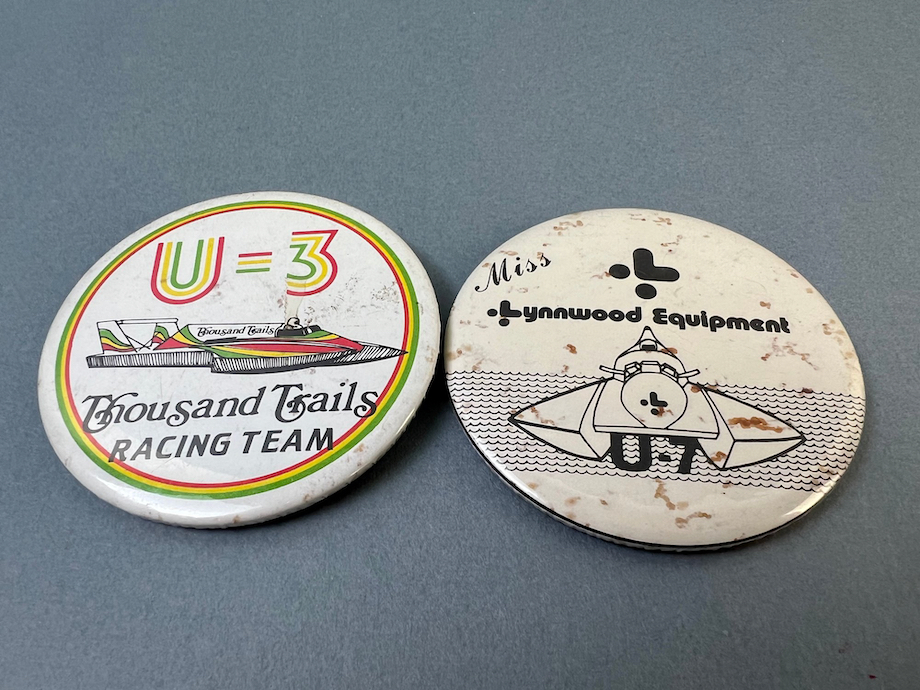 U=3
Thousand Trails
Thousand Trails
RACING TEAM
Miss
Lynnwood Equipment
U-7